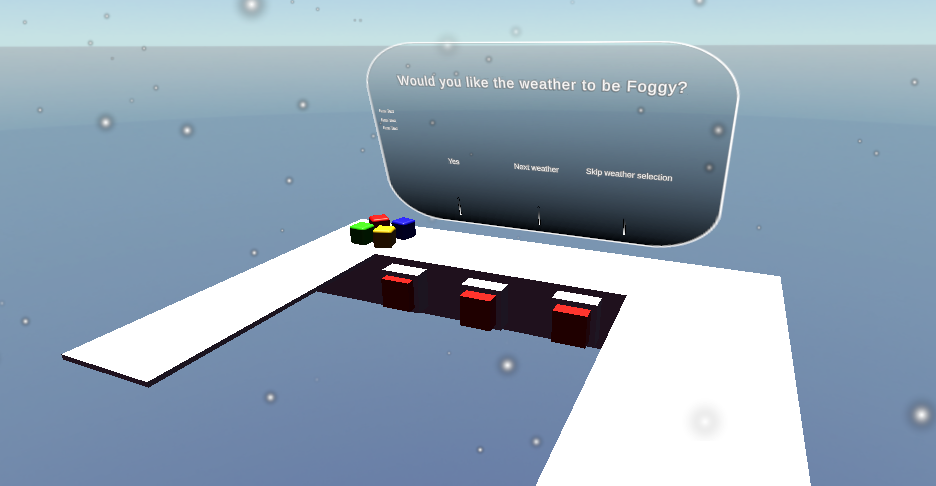 Would you like the weather to be Foggy?
Yes
Next weather
Skip weather selection